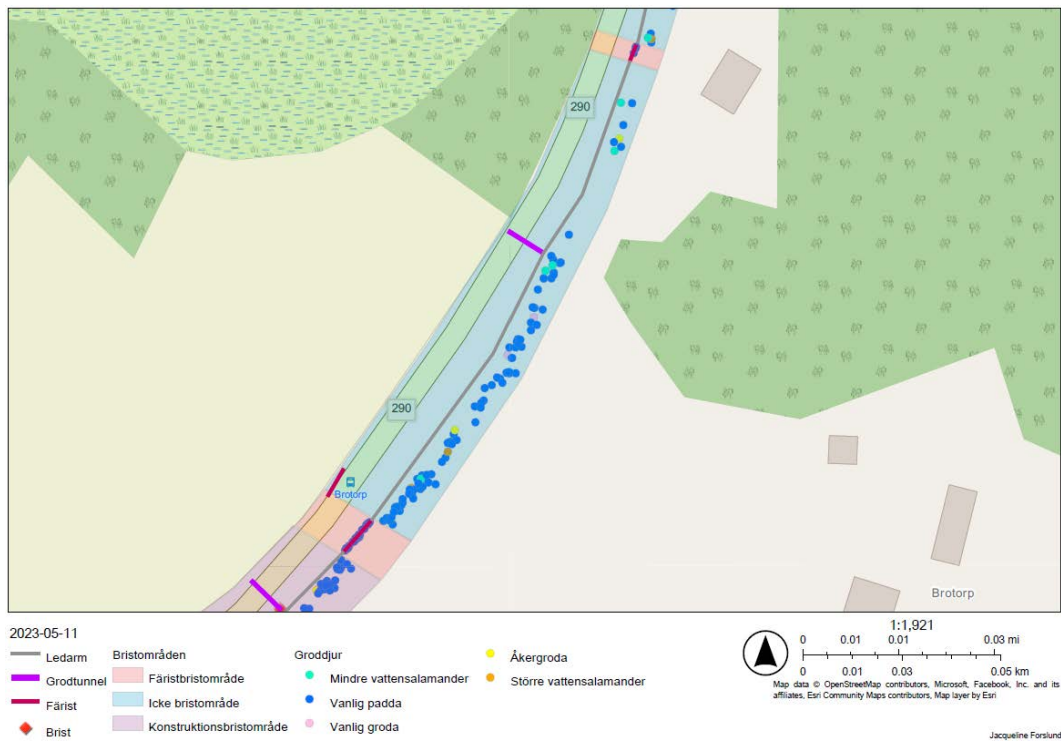 290
290
Brotorp
Brotorp
2023-05-11
Ledarm
Grodtunnel
Färist
Brist
Bristområden
Färistbristområde
Icke bristområde
Konstruktionsbristområde
Groddjur
Mindre vattensalamander
Vanlig padda
Vanlig groda
Åkergroda
Större vattensalamander
1:1,921
0 0.01 0.01 0.03 mi
0 0.01 0.03 0.05 km
Map data © OpenStreetMap contributors, Microsoft, Facebook, Inc. and its
affiliates, Esri Community Maps contributors, Map layer by Esri
Jacqueline Forslund